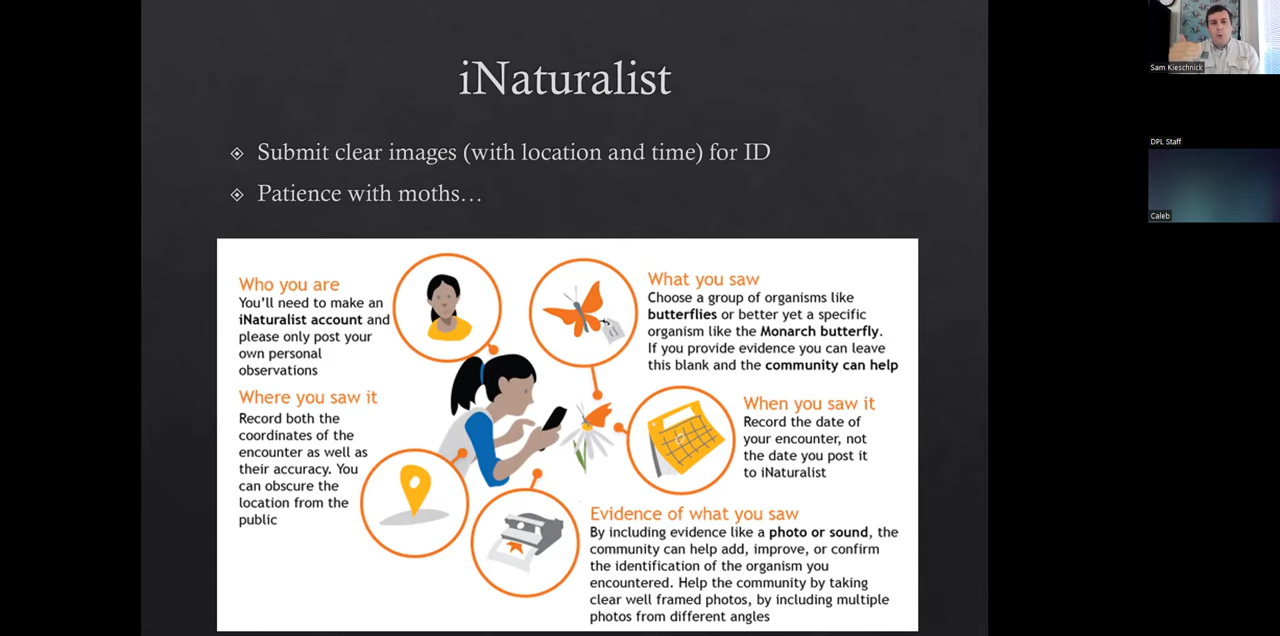 iNaturalist
Submit clear images (with location and time) for ID
Patience with moths…
Who you are
You'll need to make an
iNaturalist account and
please only post your
own personal
observations
What you saw
Choose a group of organisms like
butterflies or better yet a specific
organism like the Monarch butterfly.
If you provide evidence you can leave
this blank and the community can help
Where you saw it
Record both the
coordinates of the
encounter as well as
their accuracy. You
can obscure the
location from the
public
When you saw it
Record the date of
your encounter, not
the date you post it
to iNaturalist
Evidence of what you saw
By including evidence like a photo or sound, the
community can help add, improve, or confirm
the identification of the organism you
encountered. Help the community by taking
clear well framed photos, by including multiple
photos from different angles
Sam Kieschnick
DPL Staff
Caleb